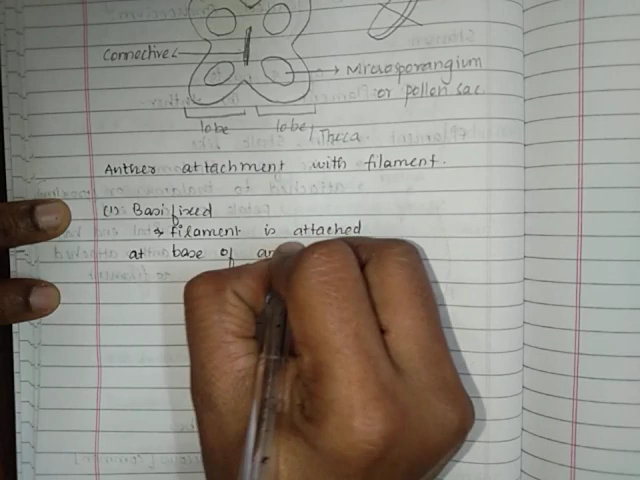 Connective
Microsporangium
or pollen sac
lobe lobe/Theca
Anther attachment with filament.
(1) Basifixed
filament is attached
at base of an